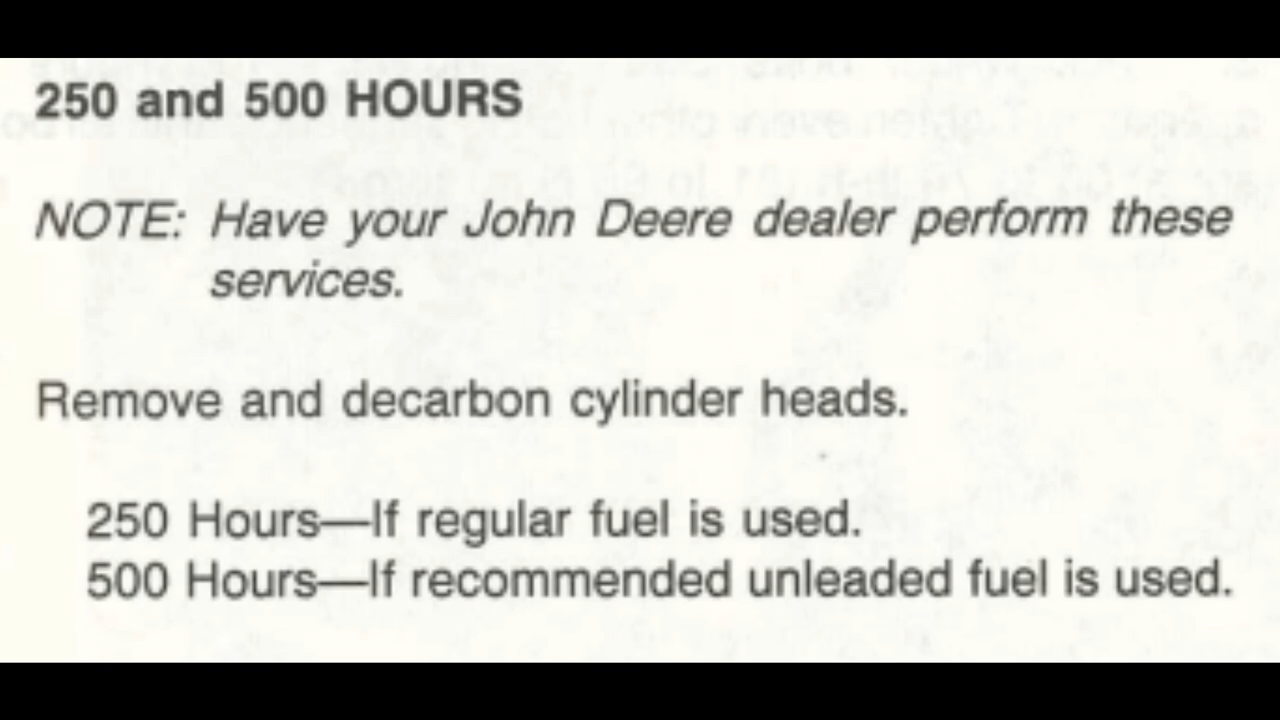 250 and 500 HOURS
NOTE: Have your John Deere dealer perform these
services.
Remove and decarbon cylinder heads.
250 Hours—If regular fuel is used.
500 Hours—If recommended unleaded fuel is used.